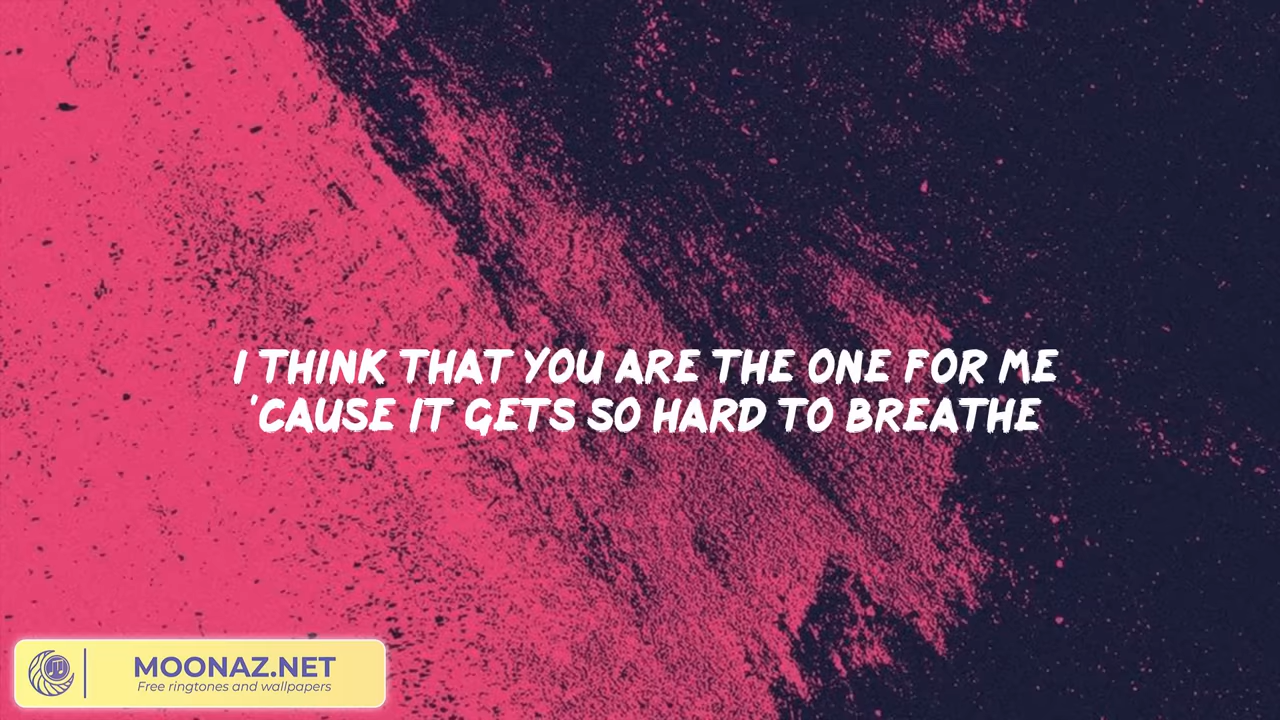 I THINK THAT YOU ARE THE ONE FOR ME
'CAUSE IT GETS SO HARD TO BREATHE
MOONAZ.NET
Free ringtones and wallpapers